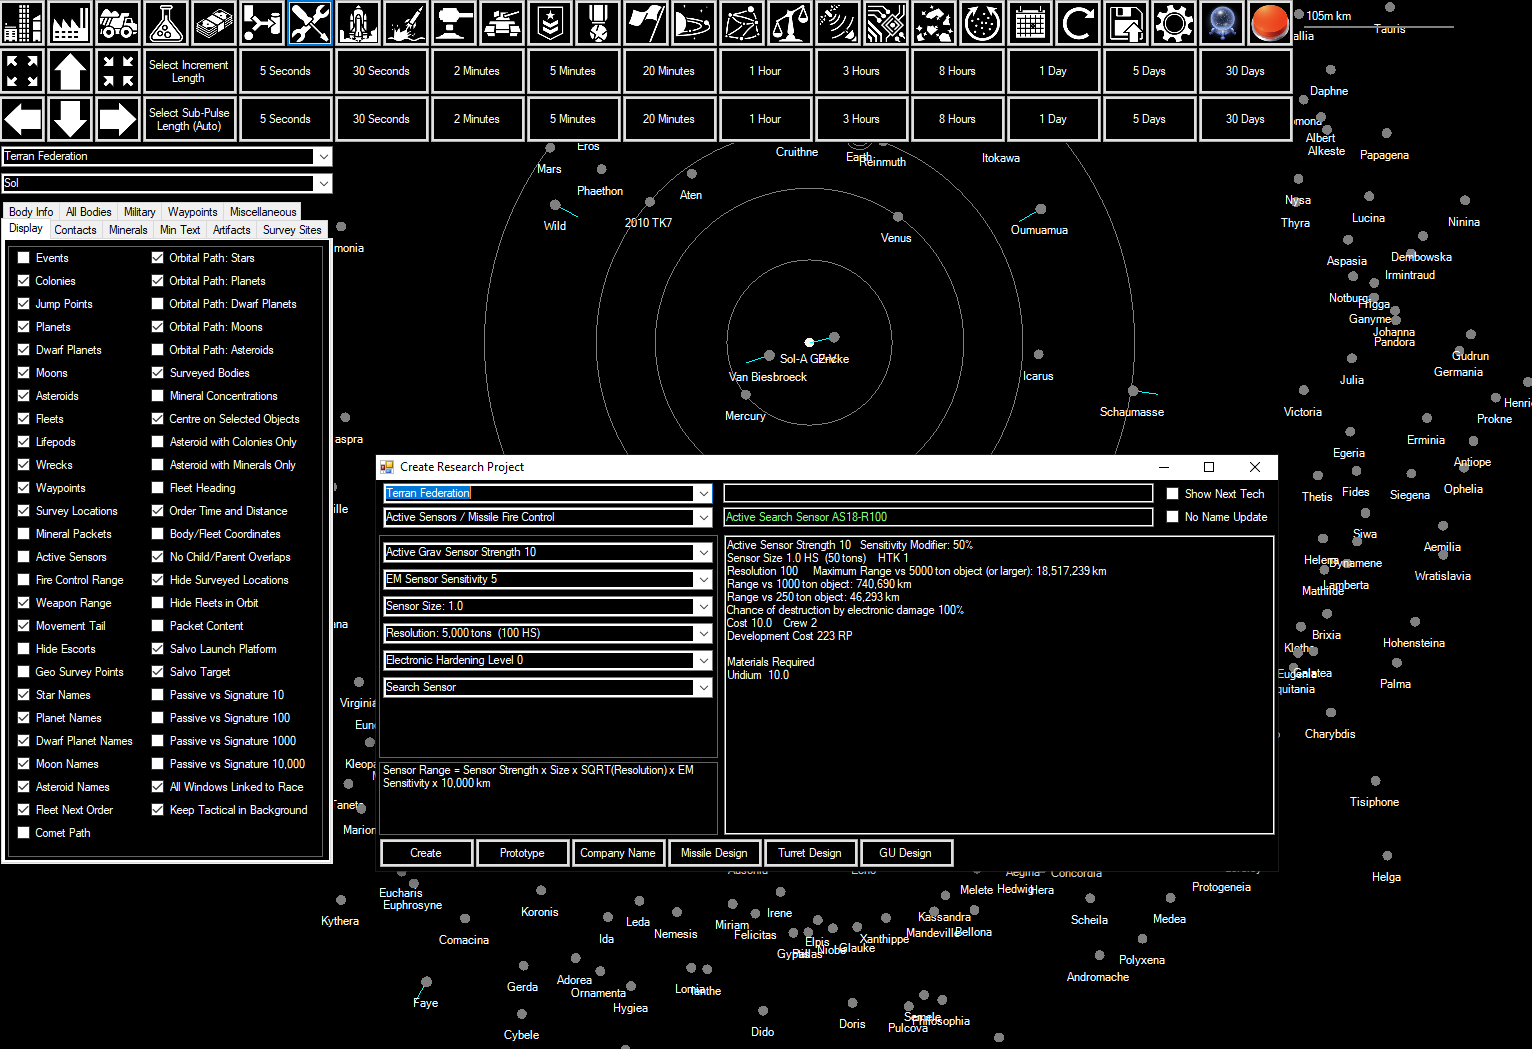 105m km
Tauris
allia
Select Increment Length
5 Seconds
30 Seconds
2 Minutes
5 Minutes
20 Minutes
1 Hour
3 Hours
8 Hours
1 Day
5 Days
30 Days
Select Sub-Pulse Length (Auto)
5 Seconds
30 Seconds
2 Minutes
5 Minutes
20 Minutes
1 Hour
3 Hours
8 Hours
1 Day
5 Days
30 Days
Terran Federation
Sol
Body Info
All Bodies
Military
Waypoints
Miscellaneous
Display
Contacts
Minerals
Min Text
Artifacts
Survey Sites
Events
Colonies
Jump Points
Planets
Dwarf Planets
Moons
Asteroids
Fleets
Lifepods
Wrecks
Waypoints
Survey Locations
Mineral Packets
Active Sensors
Fire Control Range
Weapon Range
Movement Tail
Hide Escorts
Geo Survey Points
Star Names
Planet Names
Dwarf Planet Names
Moon Names
Asteroid Names
Fleet Next Order
Comet Path
Orbital Path: Stars
Orbital Path: Planets
Orbital Path: Dwarf Planets
Orbital Path: Moons
Orbital Path: Asteroids
Surveyed Bodies
Mineral Concentrations
Centre on Selected Objects
Asteroid with Colonies Only
Asteroid with Minerals Only
Fleet Heading
Order Time and Distance
Body/Fleet Coordinates
No Child/Parent Overlaps
Hide Surveyed Locations
Hide Fleets in Orbit
Packet Content
Salvo Launch Platform
Salvo Target
Passive vs Signature 10
Passive vs Signature 100
Passive vs Signature 1000
Passive vs Signature 10,000
All Windows Linked to Race
Keep Tactical in Background
Eros
Mars
Phaethon
Aten
Wild
2010 TK7
Cruithne
Earth
Reinmuth
Itokawa
Venus
Oumuamua
Sol-A G2-V
Encke
Van Biesbroeck
Mercury
Icarus
Schaumasse
Daphne
omona
Albert
Alkeste
Papagena
Nysa
Thyra
Lucina
Ninina
Aspasia
Dembowska
Irmintraud
Notburga
Frigga
Ganymed
Johanna
Pandora
Gudrun
Germania
Julia
Henri
Victoria
Prokne
Erminia
Egeria
Antiope
Thetis
Fides
Siegena
Ophelia
Siwa
Aemilia
Helena
Dynamene
Wratislavia
Mathilde
Lamberta
Brixia
Hohensteina
Klotho
Eugenia
Galatea
quitania
Palma
Charybdis
Tisiphone
Helga
monia
aspra
ille
ana
Virginia
Eun
Kleopa
Taneta
Marion
Create Research Project
Terran Federation
Show Next Tech
Active Sensors / Missile Fire Control
Active Search Sensor AS18-R100
No Name Update
Active Grav Sensor Strength 10
EM Sensor Sensitivity 5
Sensor Size: 1.0
Resolution: 5,000 tons (100 HS)
Electronic Hardening Level 0
Search Sensor
Active Sensor Strength 10 Sensitivity Modifier: 50%
Sensor Size 1.0 HS (50 tons) HTK 1
Resolution 100 Maximum Range vs 5000 ton object (or larger): 18,517,239 km
Range vs 1000 ton object: 740,690 km
Range vs 250 ton object: 46,293 km
Chance of destruction by electronic damage 100%
Cost 10.0 Crew 2
Development Cost 223 RP
Materials Required
Uridium 10.0
Sensor Range = Sensor Strength x Size x SQRT(Resolution) x EM
Sensitivity x 10,000 km
Create
Prototype
Company Name
Missile Design
Turret Design
GU Design
Eucharis
Euphrosyne
Kythera
Comacina
Koronis
Ida
Leda
Nemesis
Miriam
Felicitas
Irene
Elpis
Gyptis
Pallas
Niobe
Glauke
Xanthippe
Kassandra
Mandeville
Bellona
Melete
Hedwig
Hera
Aegina
Concordia
Scheila
Medea
Protogeneia
Polyxena
Andromache
Faye
Gerda
Adorea
Ornamenta
Hygiea
Cybele
Lomia
Ianthe
Dido
Doris
Semele
Pulcova
Philosophia